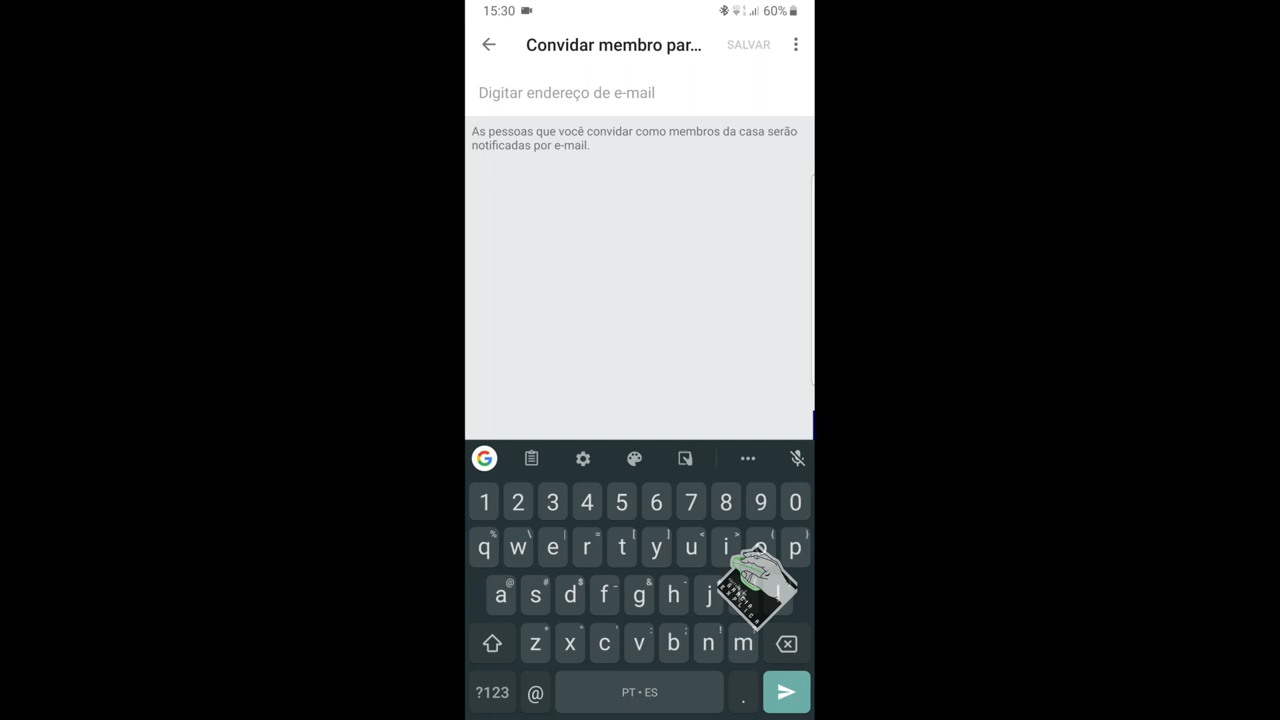 15:30 60%
Convidar membro par... SALVAR
Digitar endereço de e-mail
As pessoas que você convidar como membros da casa serão
notificadas por e-mail.
1 2 3 4 5 6 7 8 9 0
q w e r t y u i o p
a s d f g h j l
z x c v b n m
?123 @ PT • ES .
EXPLICA